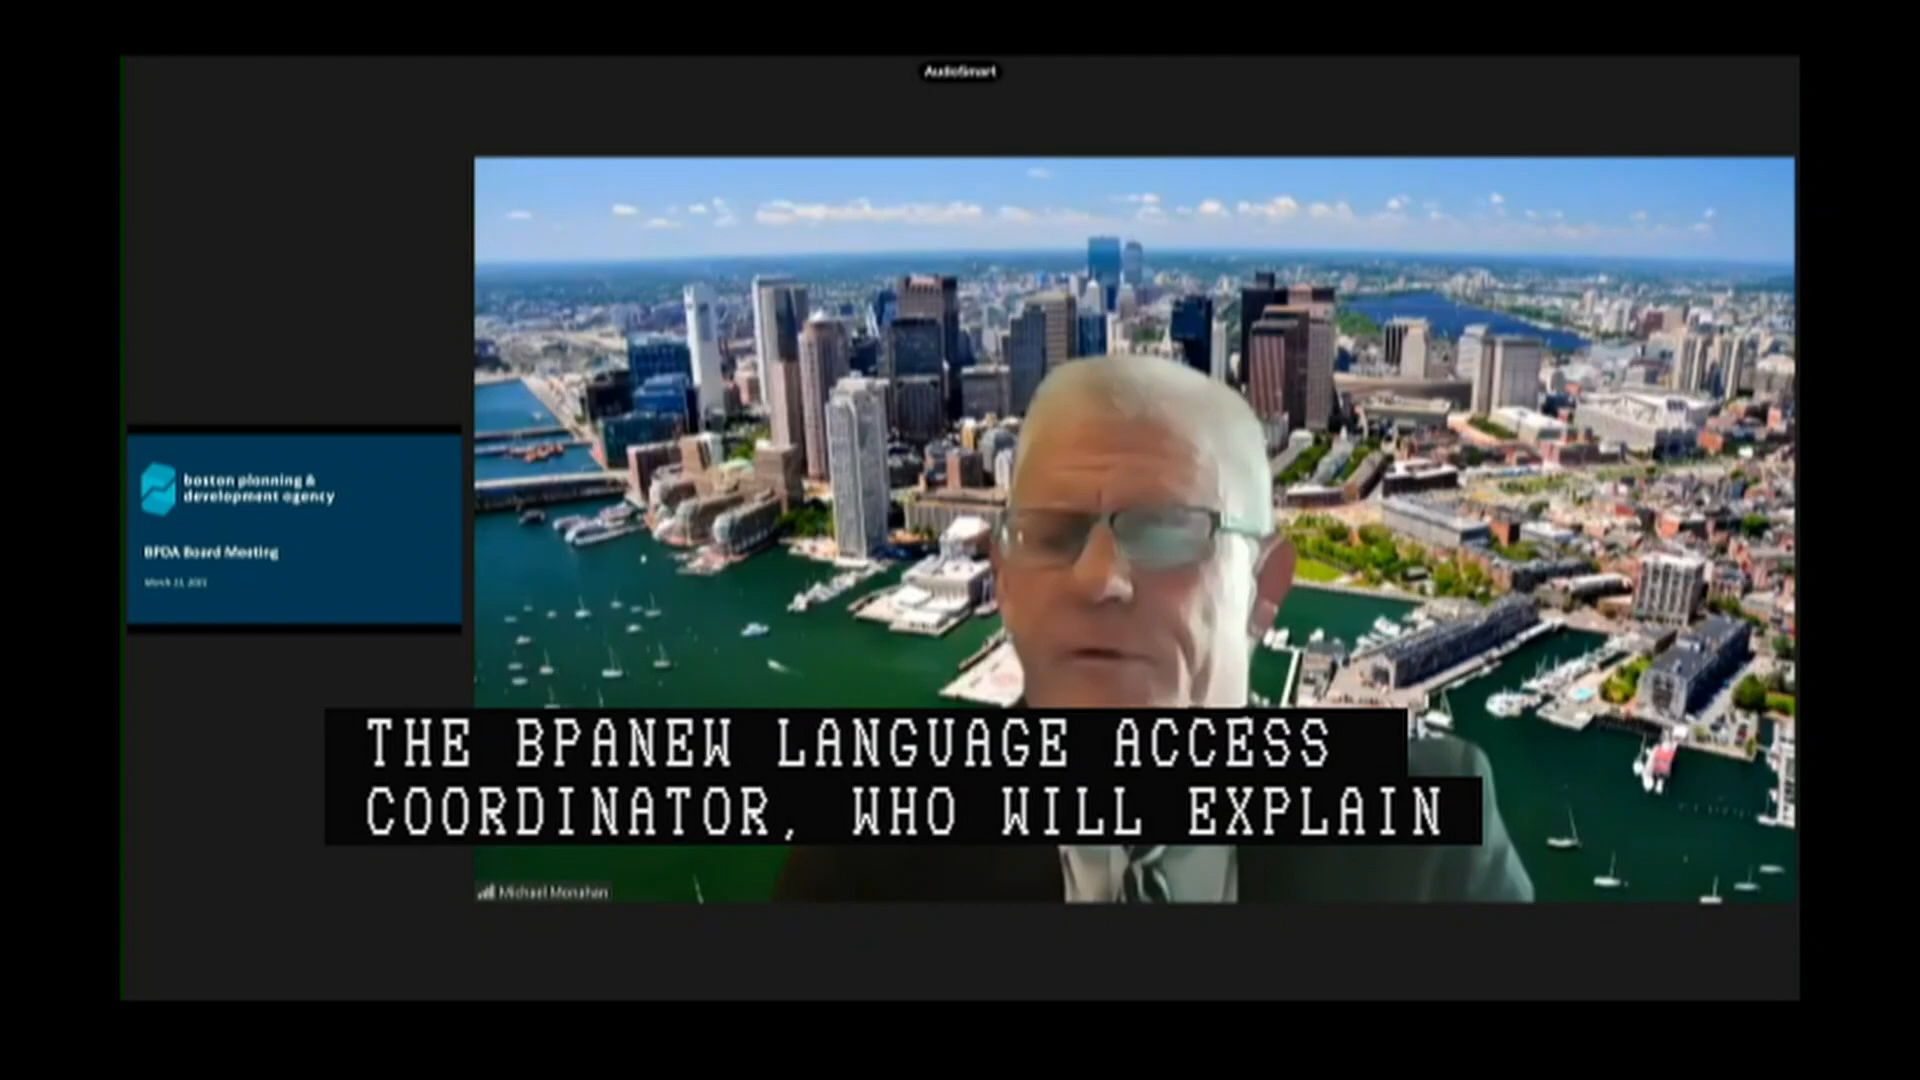 AudioSmart
boston planning &
development agency
BPDA Board Meeting
THE BPANEW LANGUAGE ACCESS
COORDINATOR, WHO WILL EXPLAIN
Michael Monahan